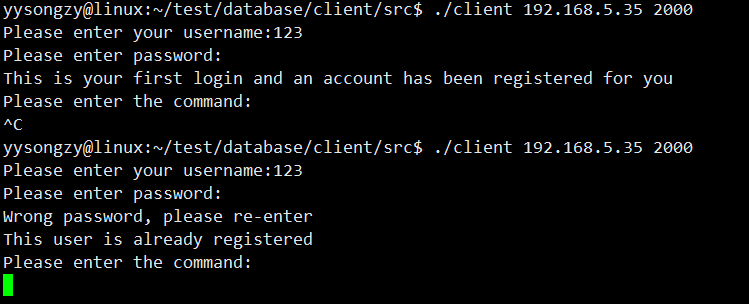 yysongzy@linux:~/test/database/client/src$ ./client 192.168.5.35 2000
Please enter your username:123
Please enter password:
This is your first login and an account has been registered for you
Please enter the command:
^C
yysongzy@linux:~/test/database/client/src$ ./client 192.168.5.35 2000
Please enter your username:123
Please enter password:
Wrong password, please re-enter
This user is already registered
Please enter the command: